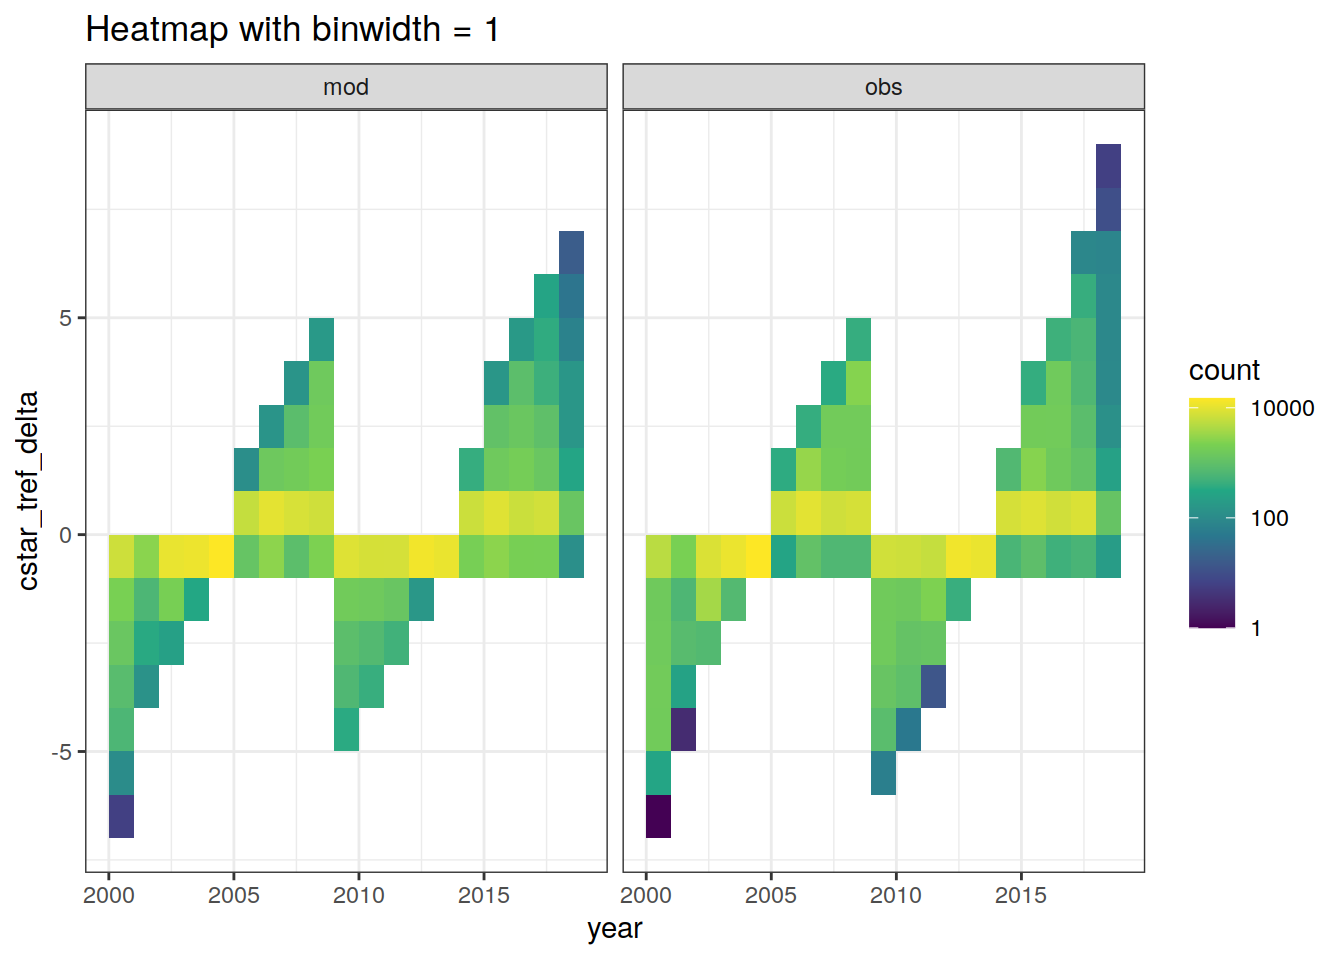 Heatmap with binwidth = 1
mod
obs
cstar_tref_delta
5
0
-5
2000 2005 2010 2015
2000 2005 2010 2015
year
count
10000
100
1